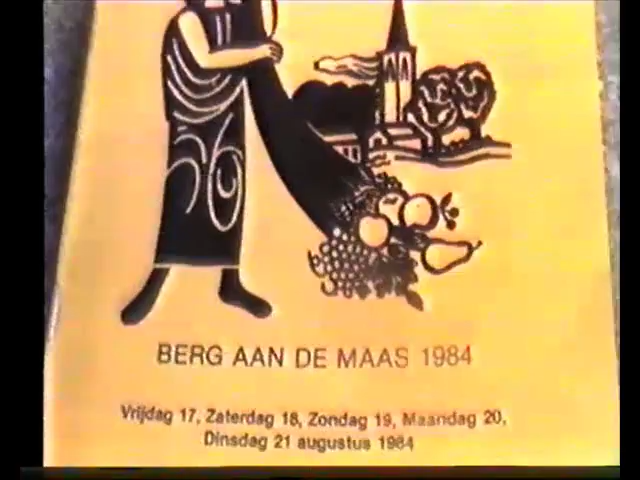 BERG AAN DE MAAS 1984
Vrijdag 17, Zaterdag 18, Zondag 19, Maandag 20,
Dinsdag 21 augustus 1984